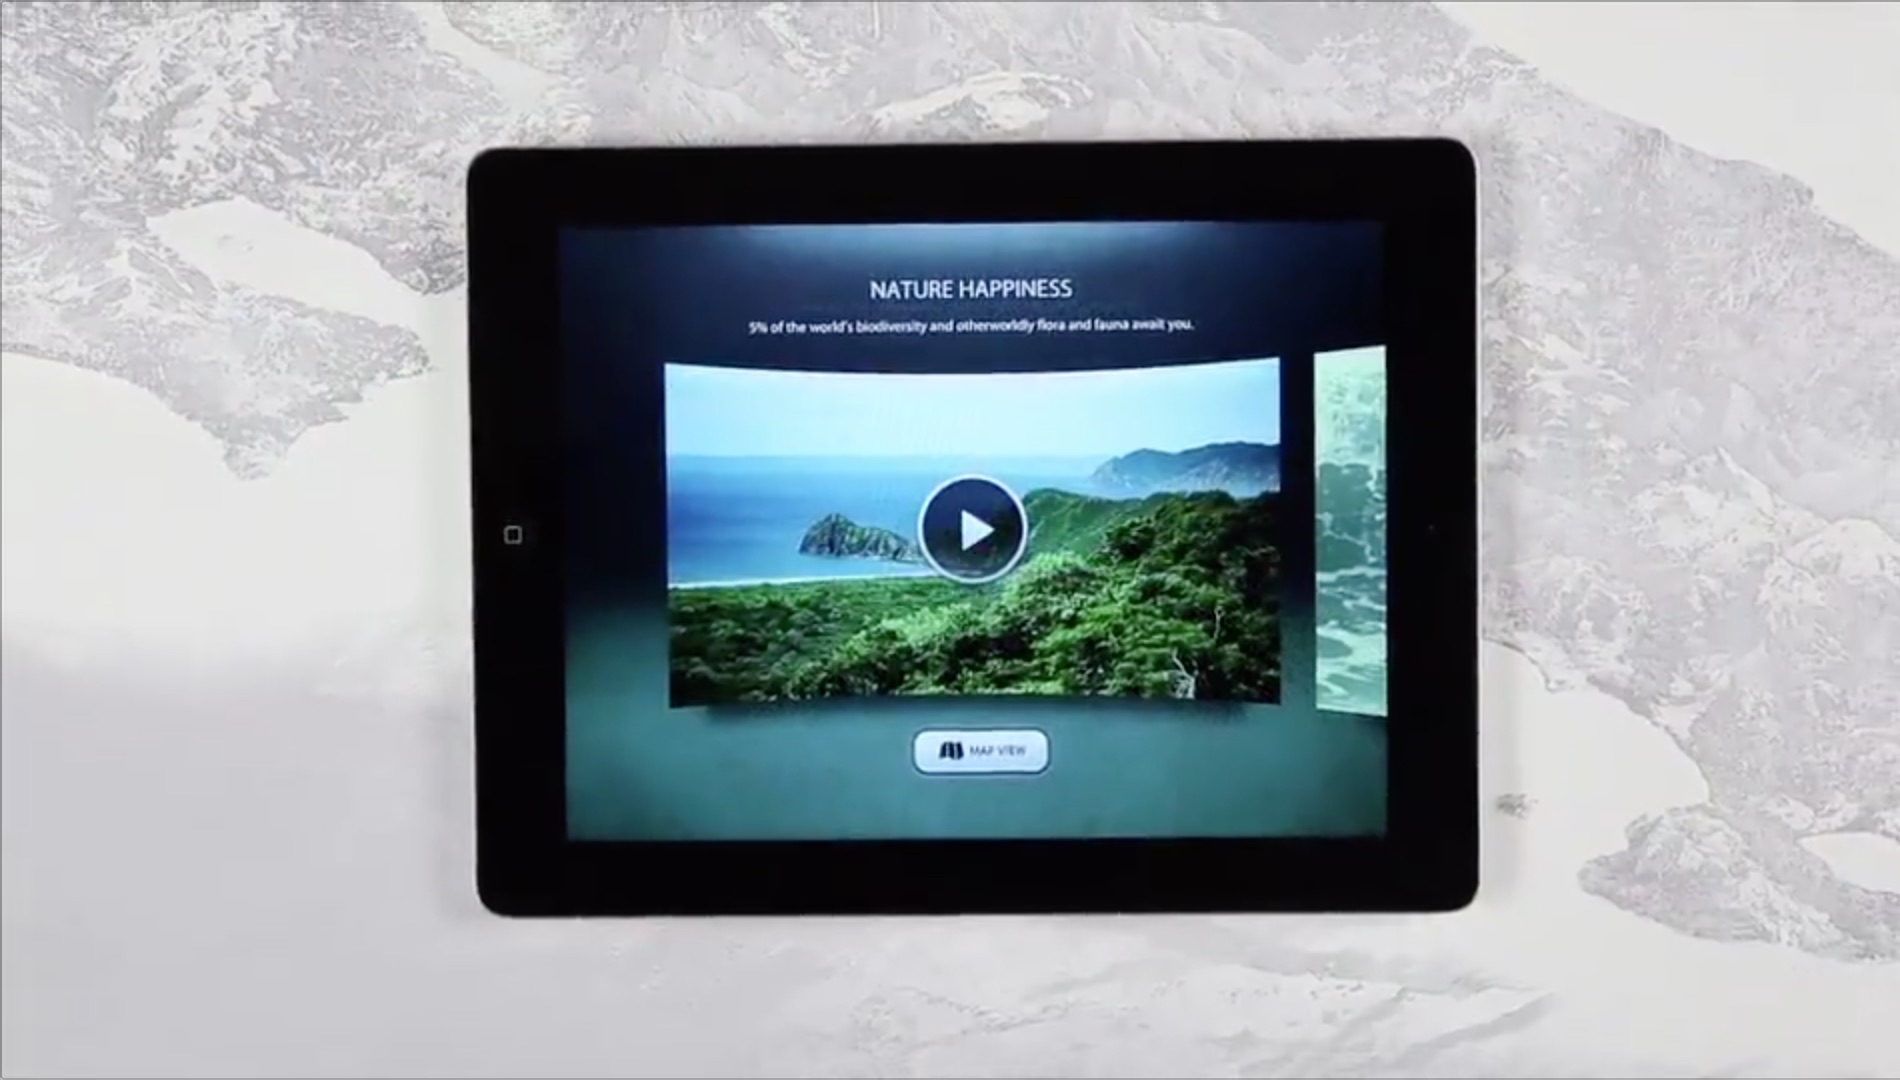 NATURE HAPPINESS
5% of the world's biodiversity and otherworldly flora and fauna await you.
MAP VIEW